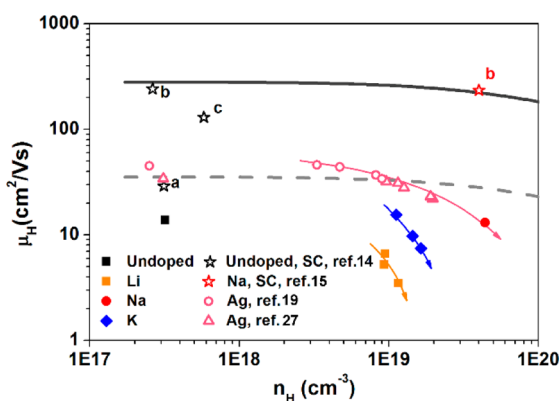 1000
100
10
1
μH(cm²/Vs)
b
c
a
b
Undoped
Li
Na
K
Undoped, SC, ref.14
Na, SC, ref.15
Ag, ref.19
Ag, ref.27
1E17 1E18 1E19 1E20
nH (cm⁻³)